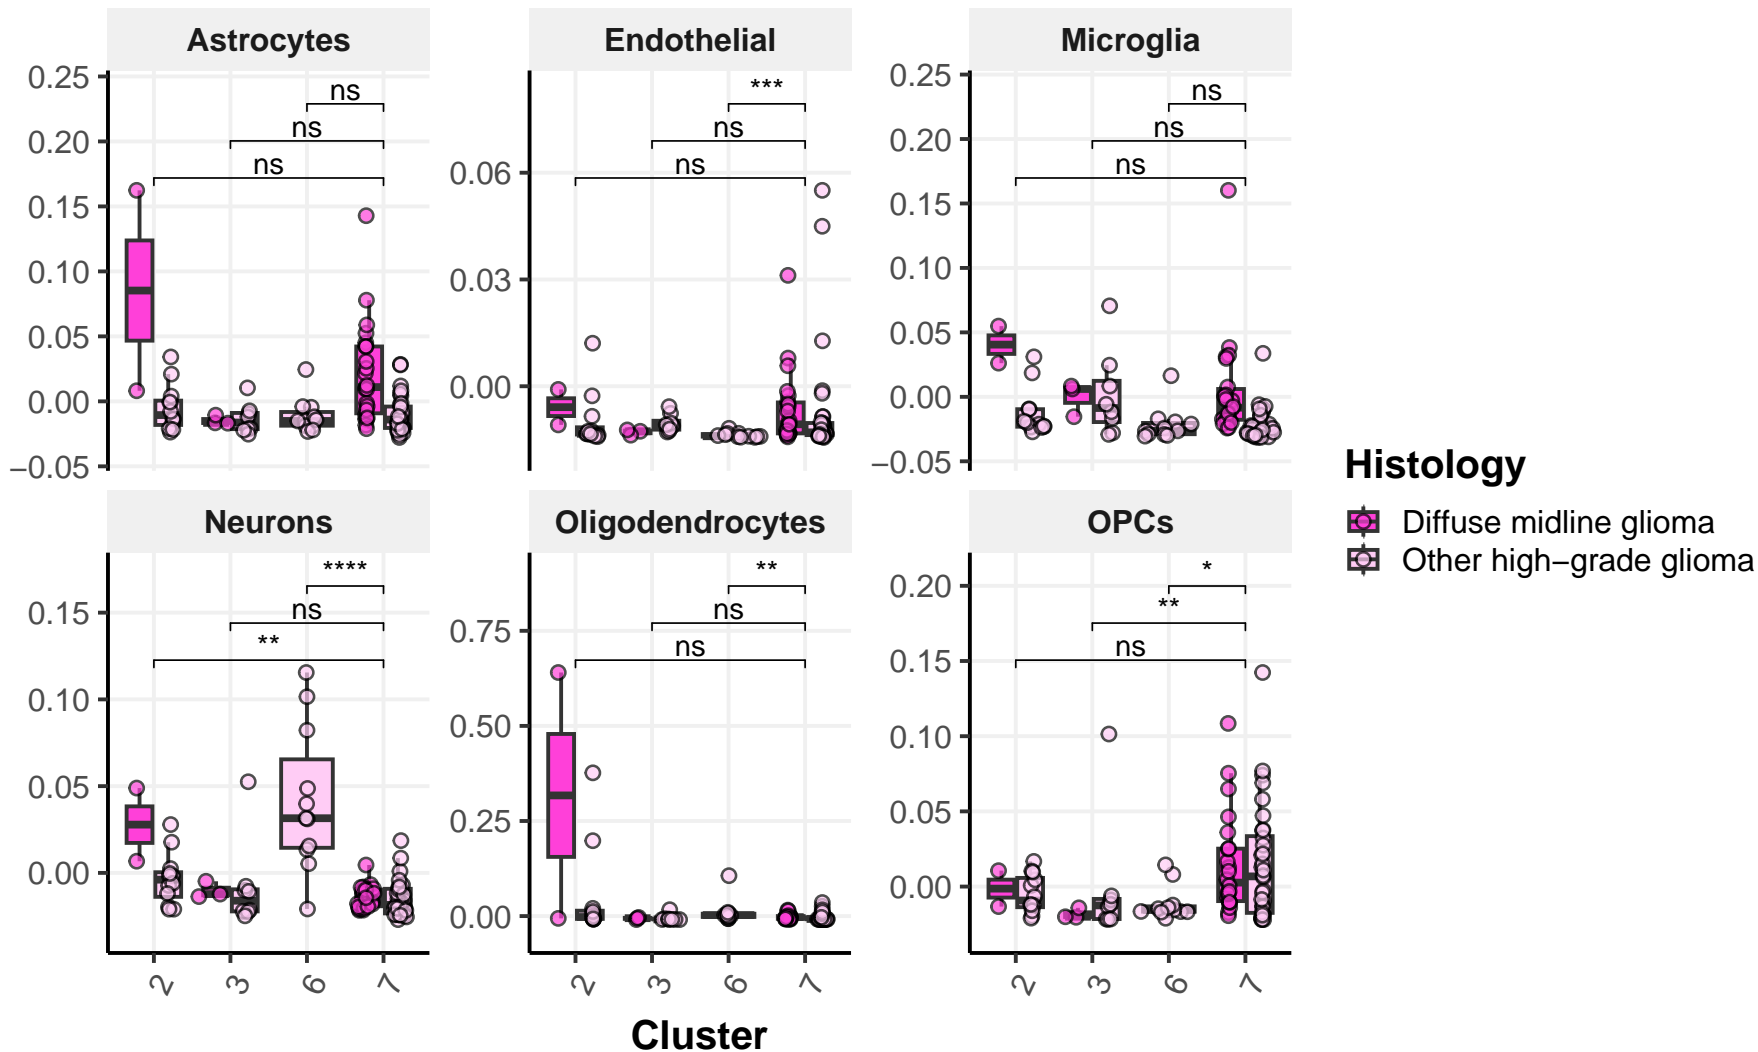 Astrocytes
Endothelial
Microglia
0.25
0.20
0.15
0.10
0.05
0.00
−0.05
ns
ns
ns
0.06
0.03
0.00
***
ns
ns
0.25
0.20
0.15
0.10
0.05
0.00
−0.05
ns
ns
ns
Neurons
Oligodendrocytes
OPCs
0.15
0.10
0.05
0.00
****
ns
**
2
3
6
7
0.75
0.50
0.25
0.00
**
ns
ns
2
3
6
7
0.20
0.15
0.10
0.05
0.00
*
**
ns
2
3
6
7
Cluster
Histology
Diffuse midline glioma
Other high−grade glioma